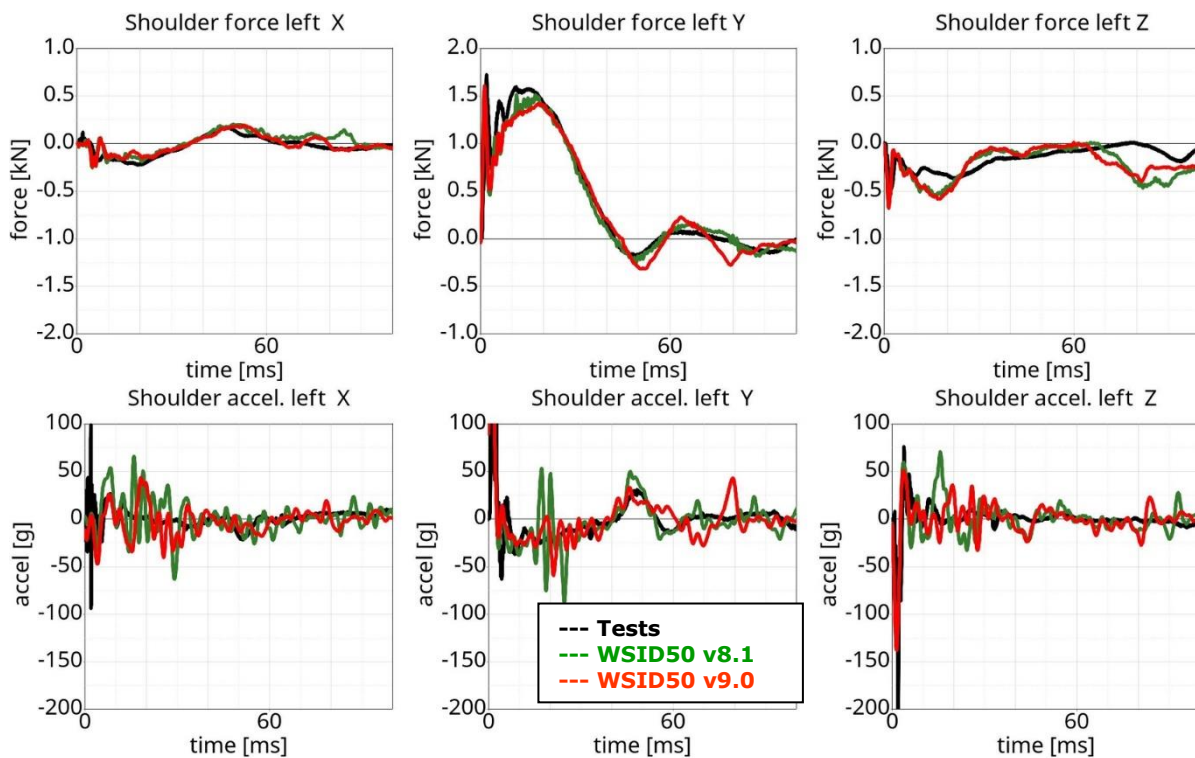 Shoulder force left X
Shoulder force left Y
Shoulder force left Z
1.0
0.5
0.0
-0.5
-1.0
-1.5
-2.0
force [kN]
0
60
time [ms]
2.0
1.5
1.0
0.5
0.0
-0.5
-1.0
force [kN]
0
60
time [ms]
1.0
0.5
0.0
-0.5
-1.0
-1.5
-2.0
force [kN]
0
60
time [ms]
Shoulder accel. left X
Shoulder accel. left Y
Shoulder accel. left Z
100
50
0
-50
-100
-150
-200
accel [g]
0
60
time [ms]
100
50
0
-50
-100
-150
-200
accel [g]
0
60
time [ms]
--- Tests
--- WSID50 v8.1
--- WSID50 v9.0
100
50
0
-50
-100
-150
-200
accel [g]
0
60
time [ms]